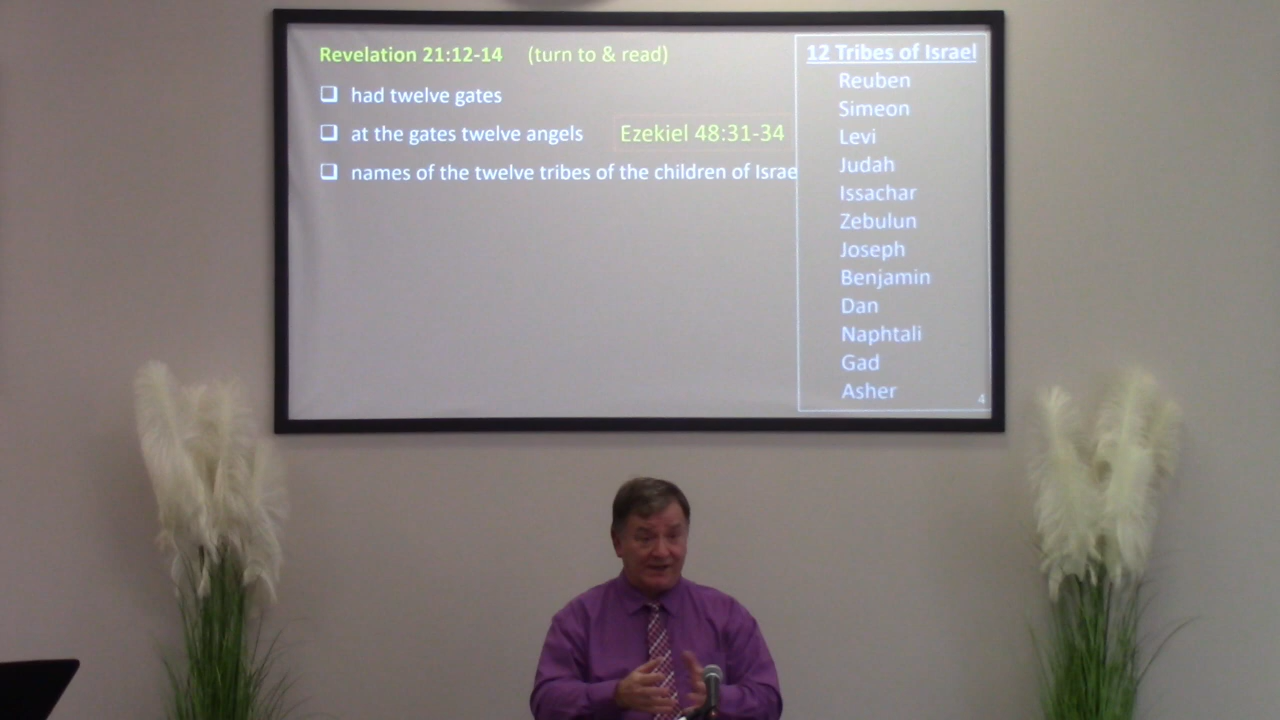 Revelation 21:12-14 (turn to & read)
❑ had twelve gates
❑ at the gates twelve angels Ezekiel 48:31-34
❑ names of the twelve tribes of the children of Israe
12 Tribes of Israel
Reuben
Simeon
Levi
Judah
Issachar
Zebulun
Joseph
Benjamin
Dan
Naphtali
Gad
Asher
4